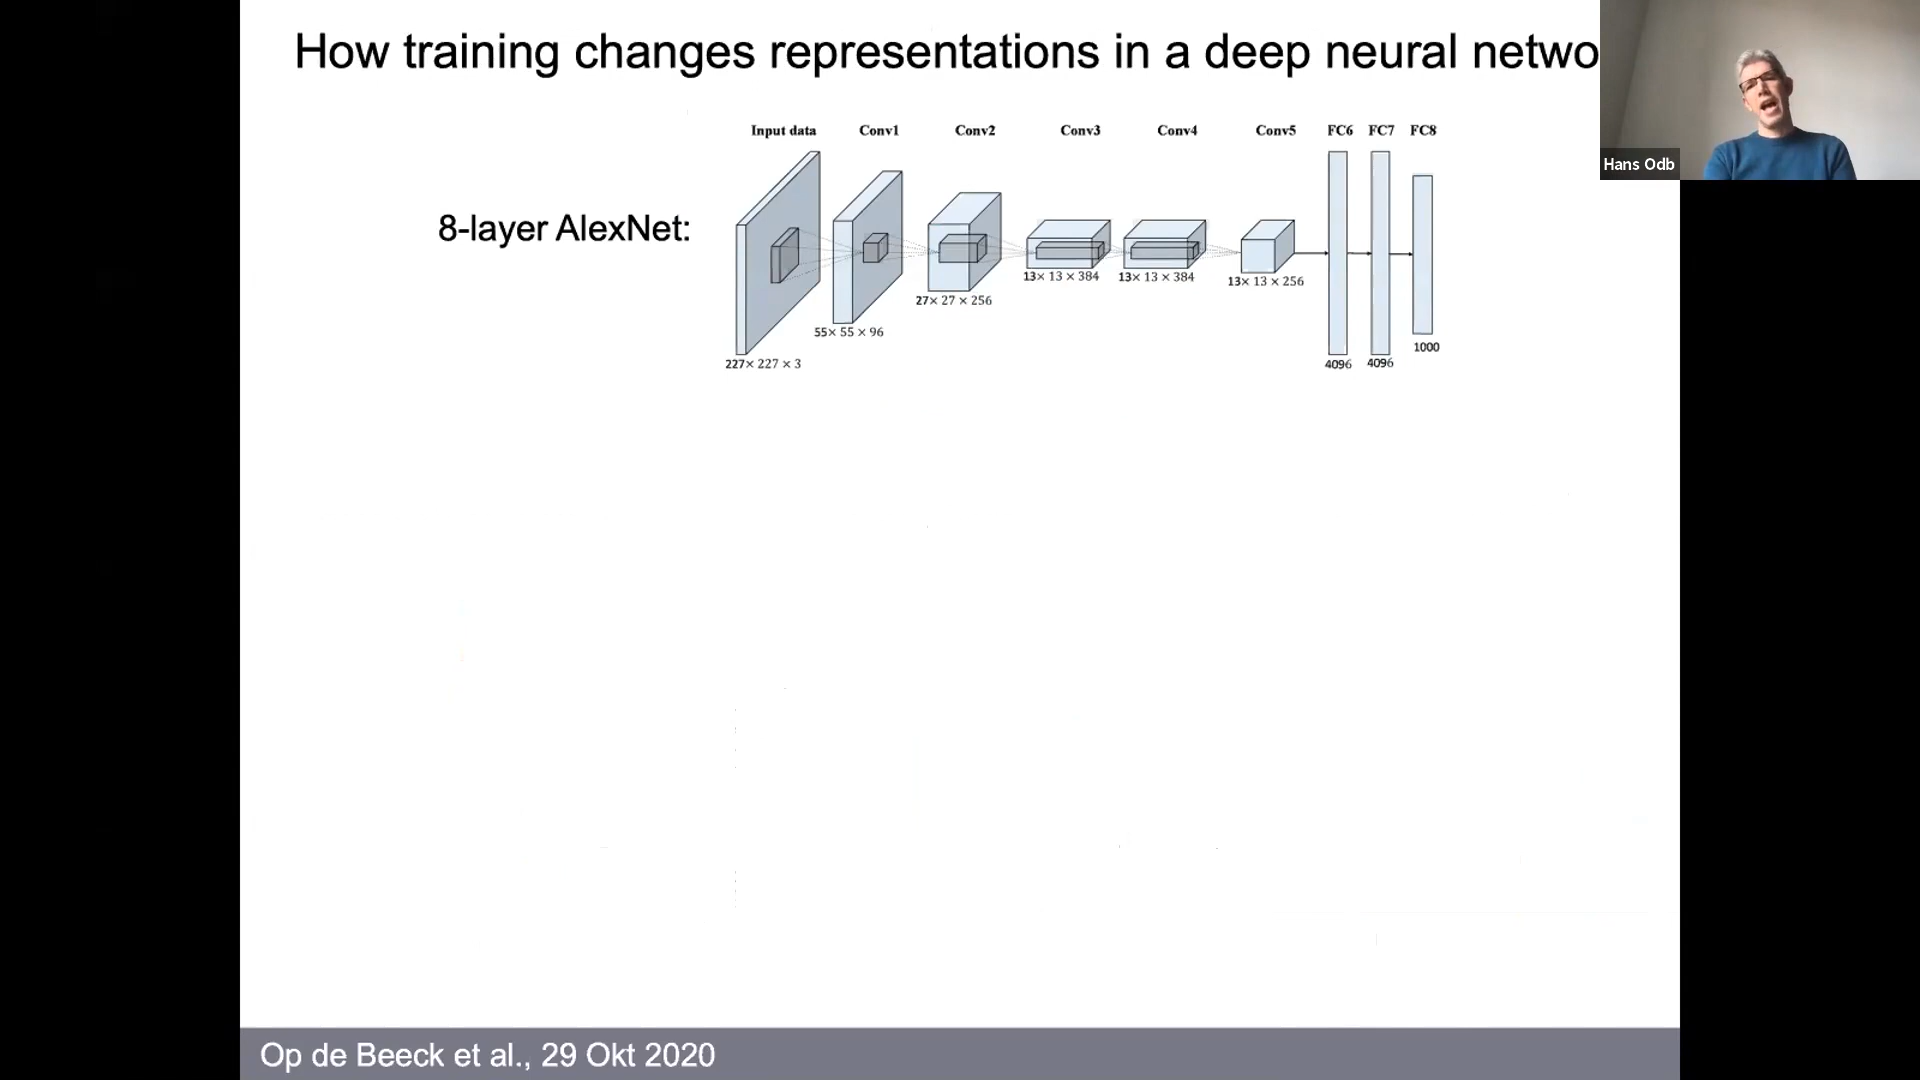 How training changes representations in a deep neural netwo
Hans Odb
Input data Conv1 Conv2 Conv3 Conv4 Conv5 FC6 FC7 FC8
8-layer AlexNet:
13× 13 × 384 13× 13 × 384 13× 13 × 256
27× 27 × 256
55× 55 × 96
1000
227× 227 × 3 4096 4096
Op de Beeck et al., 29 Okt 2020